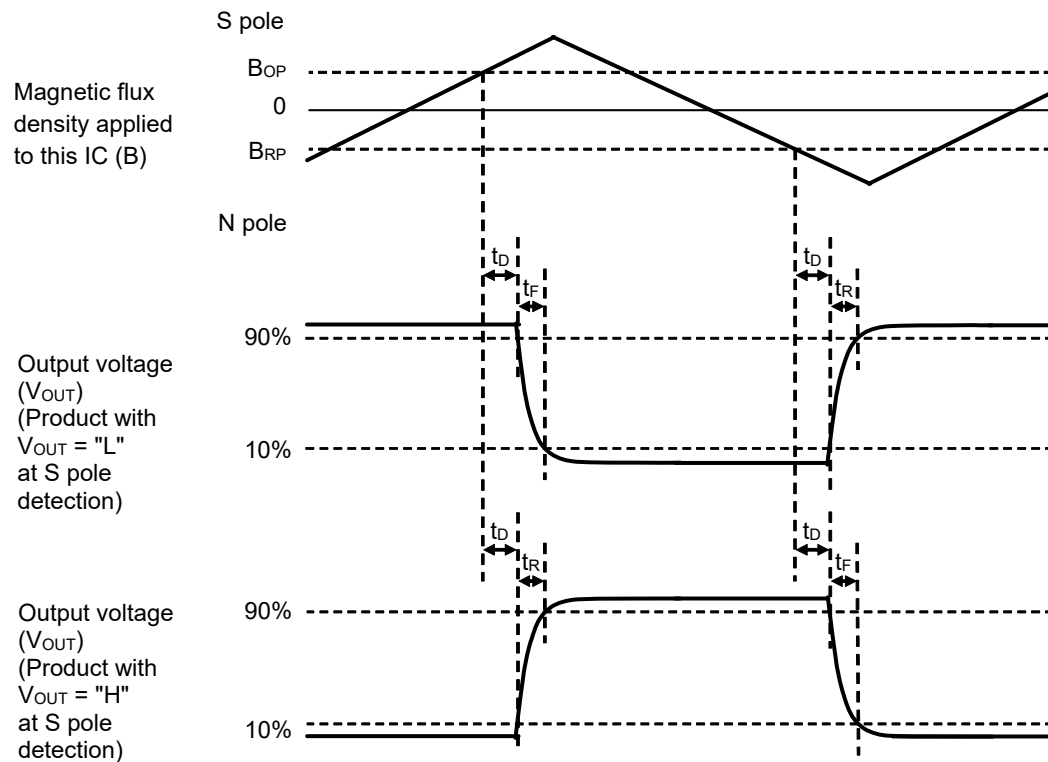 S pole
BOP
Magnetic flux
density applied
to this IC (B)
0
BRP
N pole
tD
tD
tF
tR
90%
Output voltage
(VOUT)
(Product with
VOUT = "L"
at S pole
detection)
10%
tD
tD
tR
tF
90%
Output voltage
(VOUT)
(Product with
VOUT = "H"
at S pole
detection)
10%